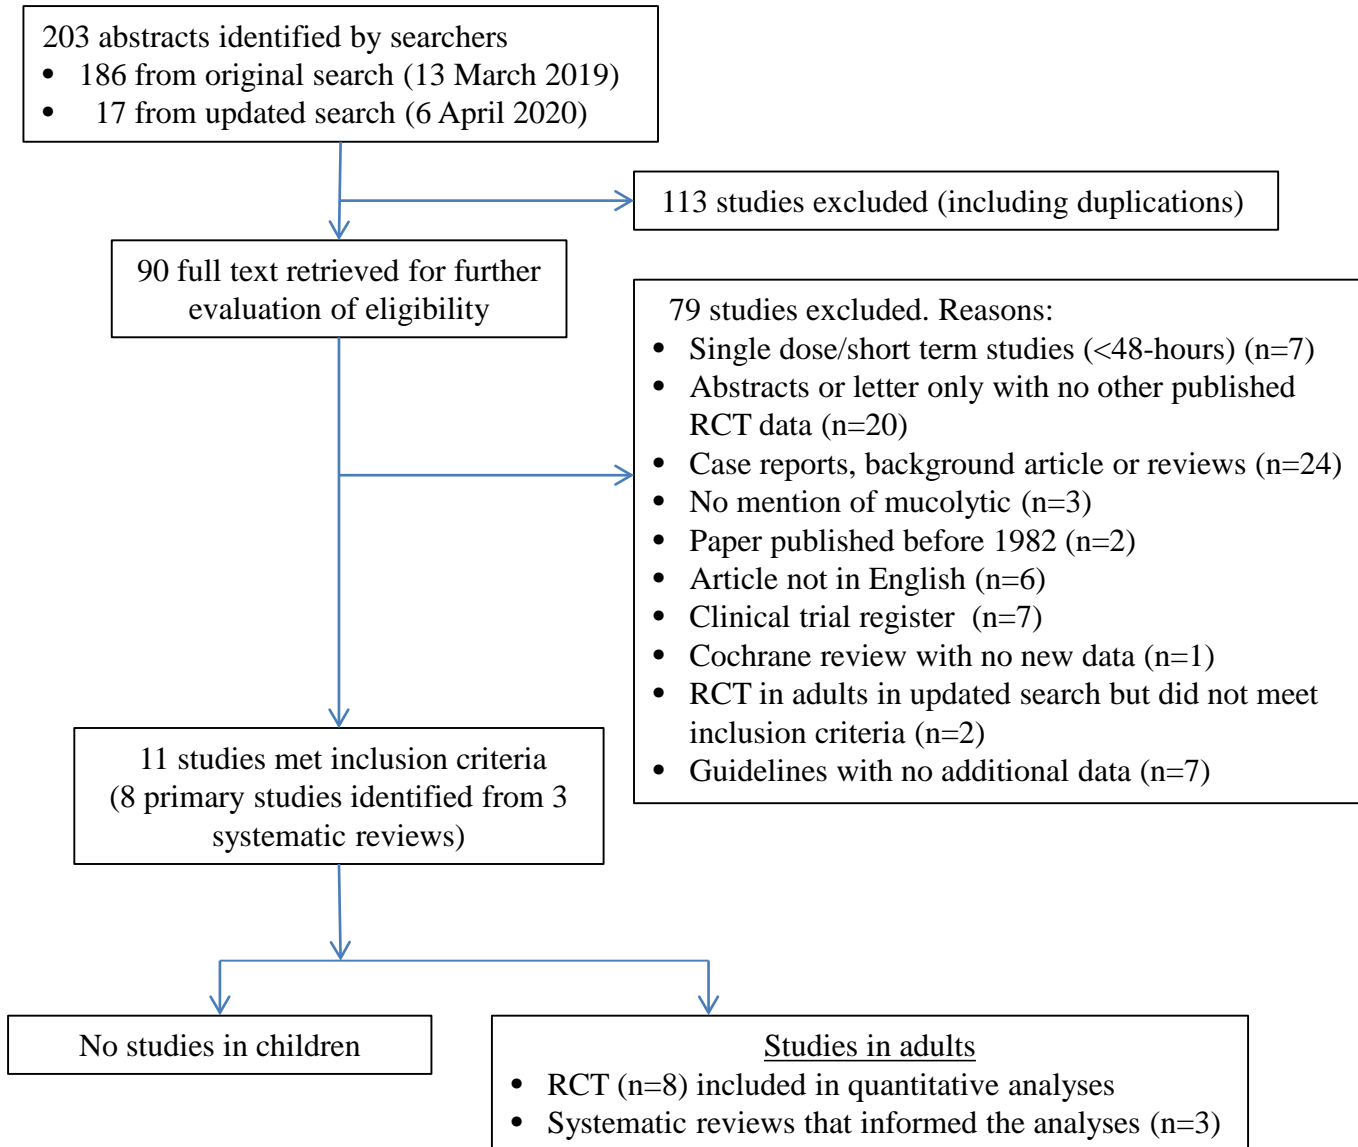 203 abstracts identified by searchers
• 186 from original search (13 March 2019)
• 17 from updated search (6 April 2020)
113 studies excluded (including duplications)
90 full text retrieved for further
evaluation of eligibility
79 studies excluded. Reasons:
• Single dose/short term studies (<48-hours) (n=7)
• Abstracts or letter only with no other published
RCT data (n=20)
• Case reports, background article or reviews (n=24)
• No mention of mucolytic (n=3)
• Paper published before 1982 (n=2)
• Article not in English (n=6)
• Clinical trial register (n=7)
• Cochrane review with no new data (n=1)
• RCT in adults in updated search but did not meet
inclusion criteria (n=2)
• Guidelines with no additional data (n=7)
11 studies met inclusion criteria
(8 primary studies identified from 3
systematic reviews)
No studies in children
Studies in adults
• RCT (n=8) included in quantitative analyses
• Systematic reviews that informed the analyses (n=3)